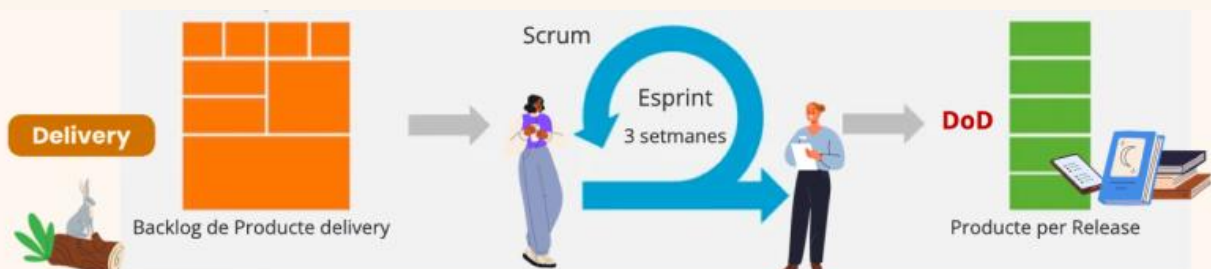 Scrum
Esprint
3 setmanes
Delivery
DoD
Backlog de Producte delivery
Producte per Release